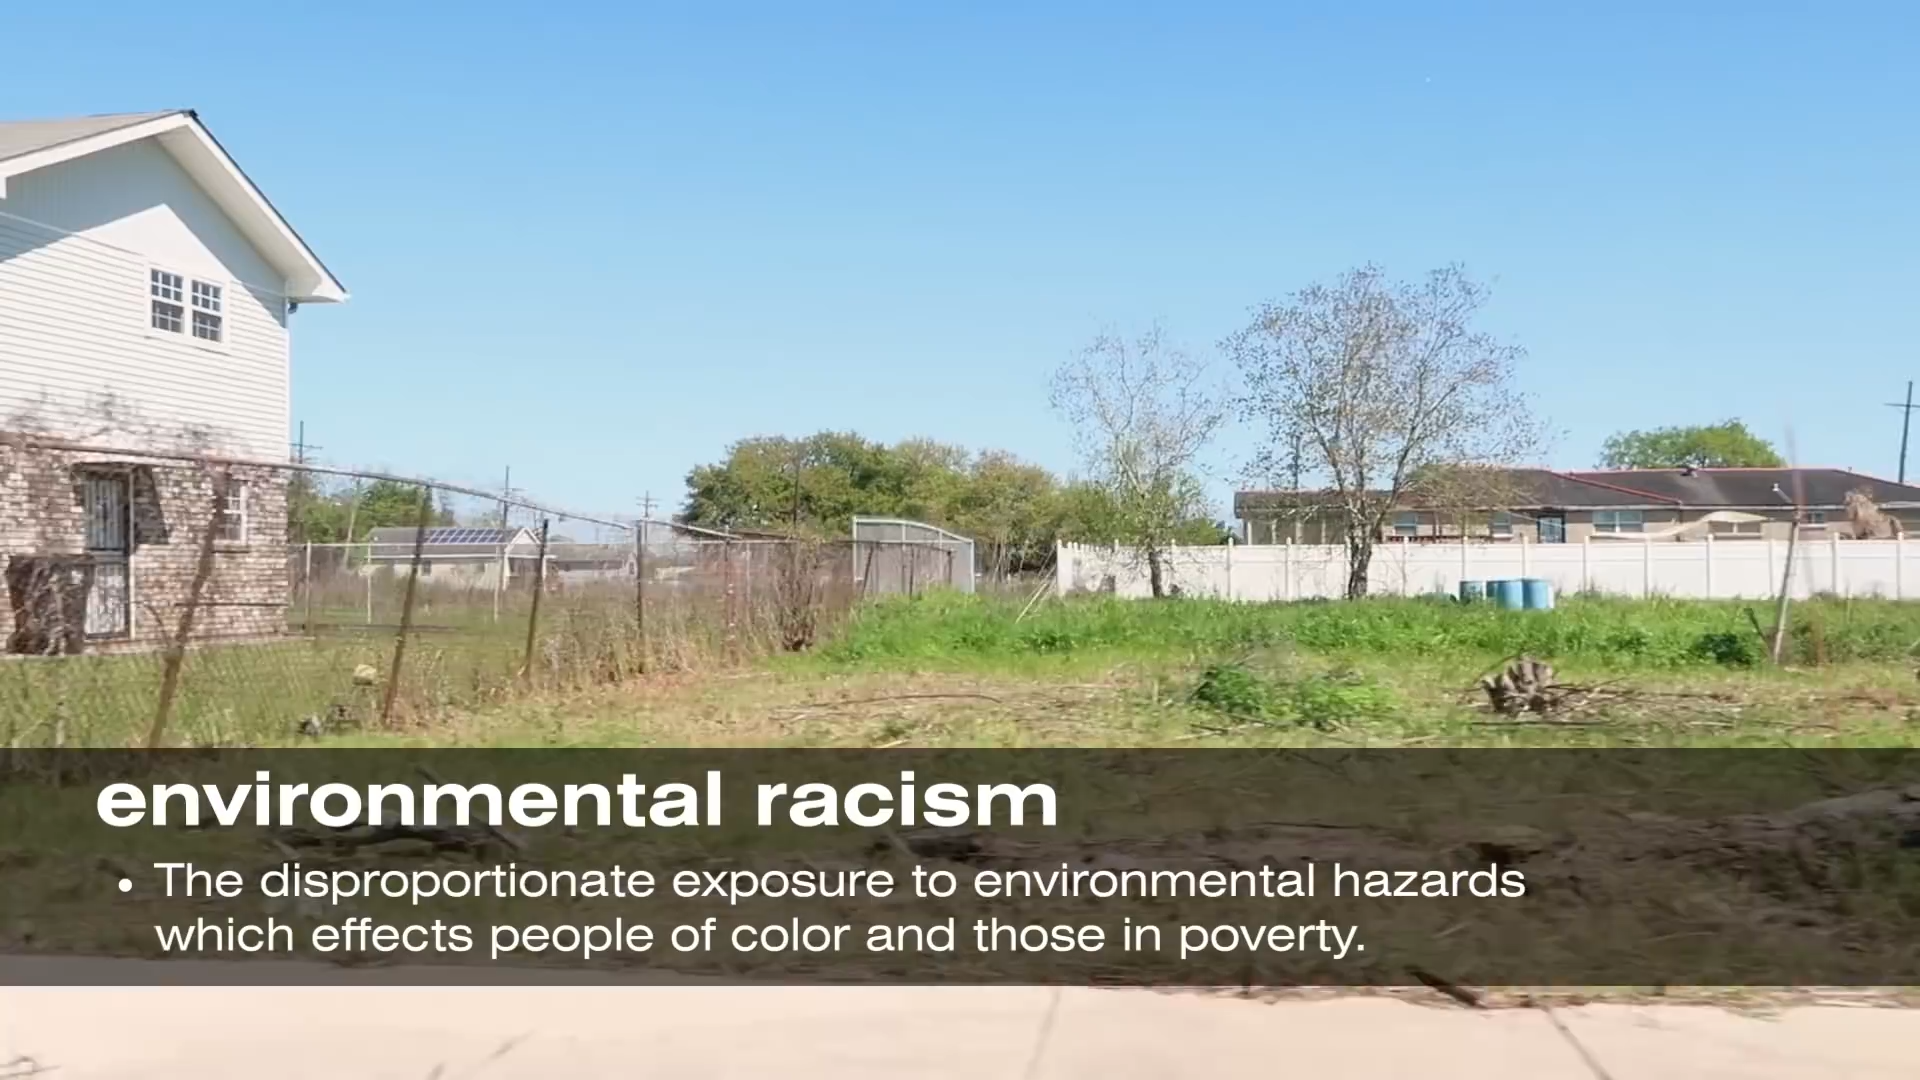 environmental racism
• The disproportionate exposure to environmental hazards
which effects people of color and those in poverty.